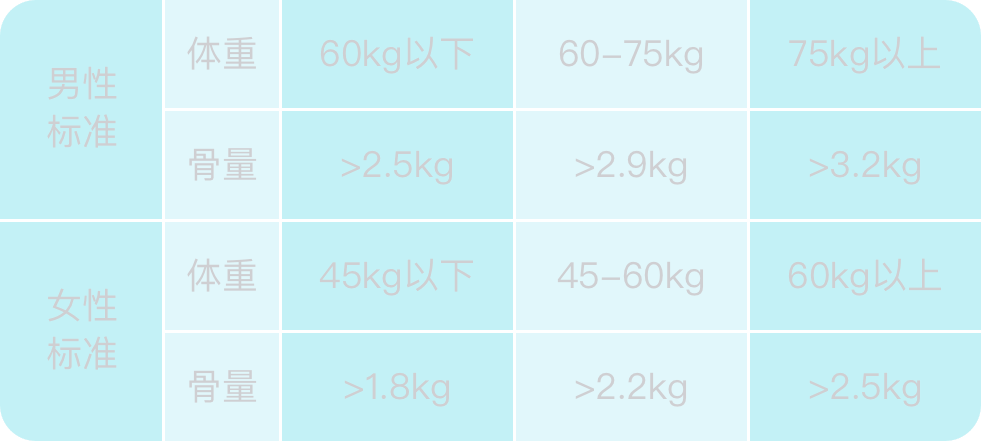 男性
标准
体重 60kg以下 60-75kg 75kg以上
骨量 >2.5kg >2.9kg >3.2kg
女性
标准
体重 45kg以下 45-60kg 60kg以上
骨量 >1.8kg >2.2kg >2.5kg